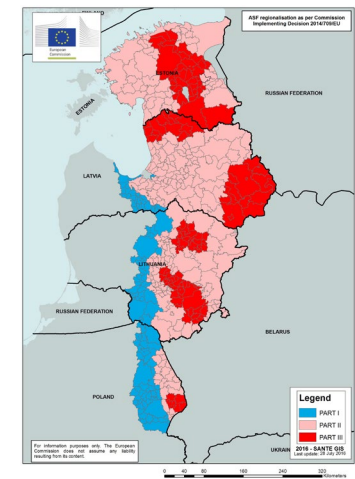 ASF regionalisation as per Commission
Implementing Decision 2014/709/EU
European
Commission
ESTONIA
RUSSIAN FEDERATION
ESTONIA
LATVIA
LITHUANIA
RUSSIAN FEDERATION
BELARUS
POLAND
UKRAIN
Legend
PART I
PART II
PART III
2016 - SANTE GIS
Last update: 28 July 2016
For information purposes only. The European
Commission does not assume any liability
resulting from its content.
0 40 80 160 240 320
Kilometers